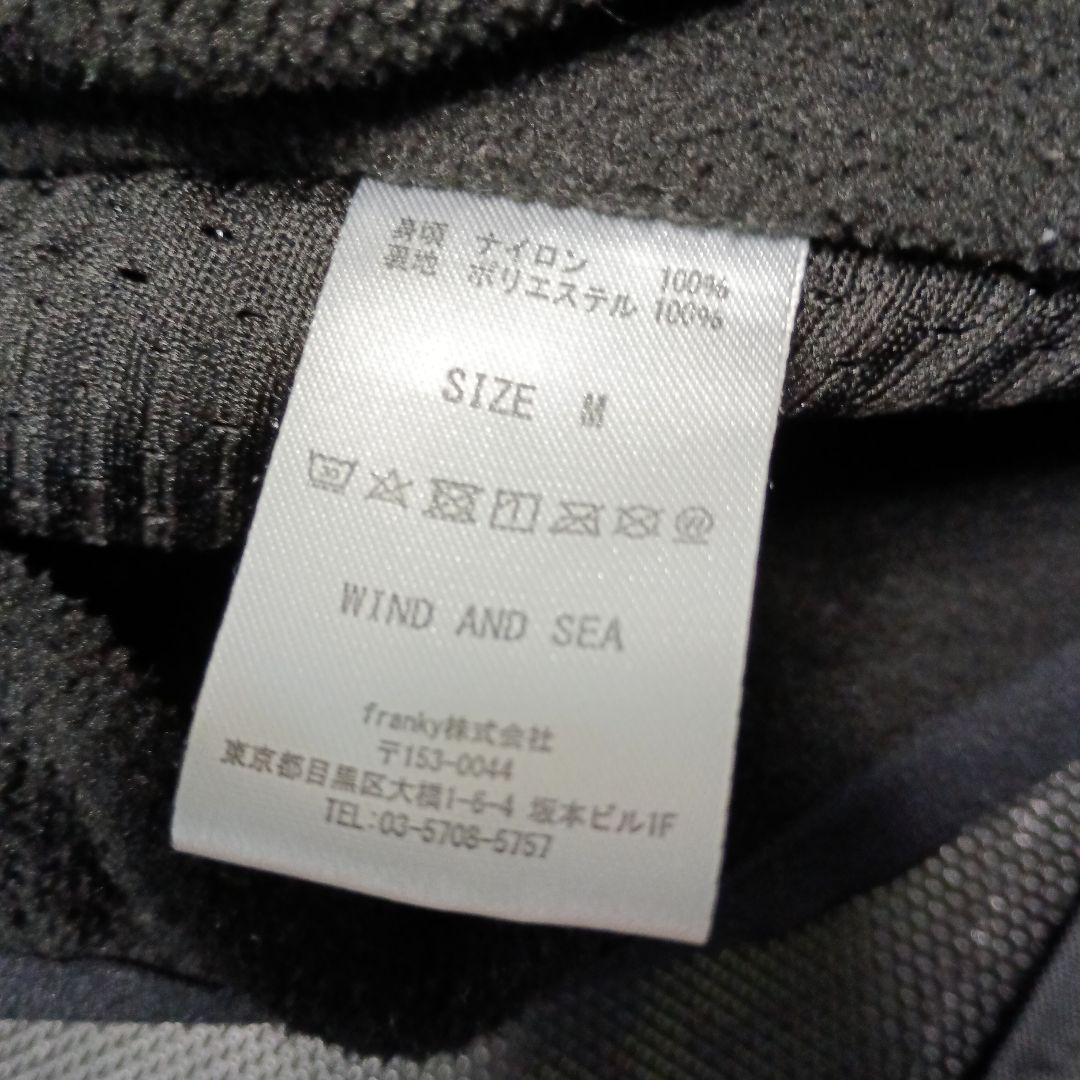 身頃 ナイロン 100%
裏地 ポリエステル 100%
SIZE M
WIND AND SEA
franky株式会社
〒153-0044
東京都目黒区大橋1-6-4 坂本ビル1F
TEL:03-5708-5757